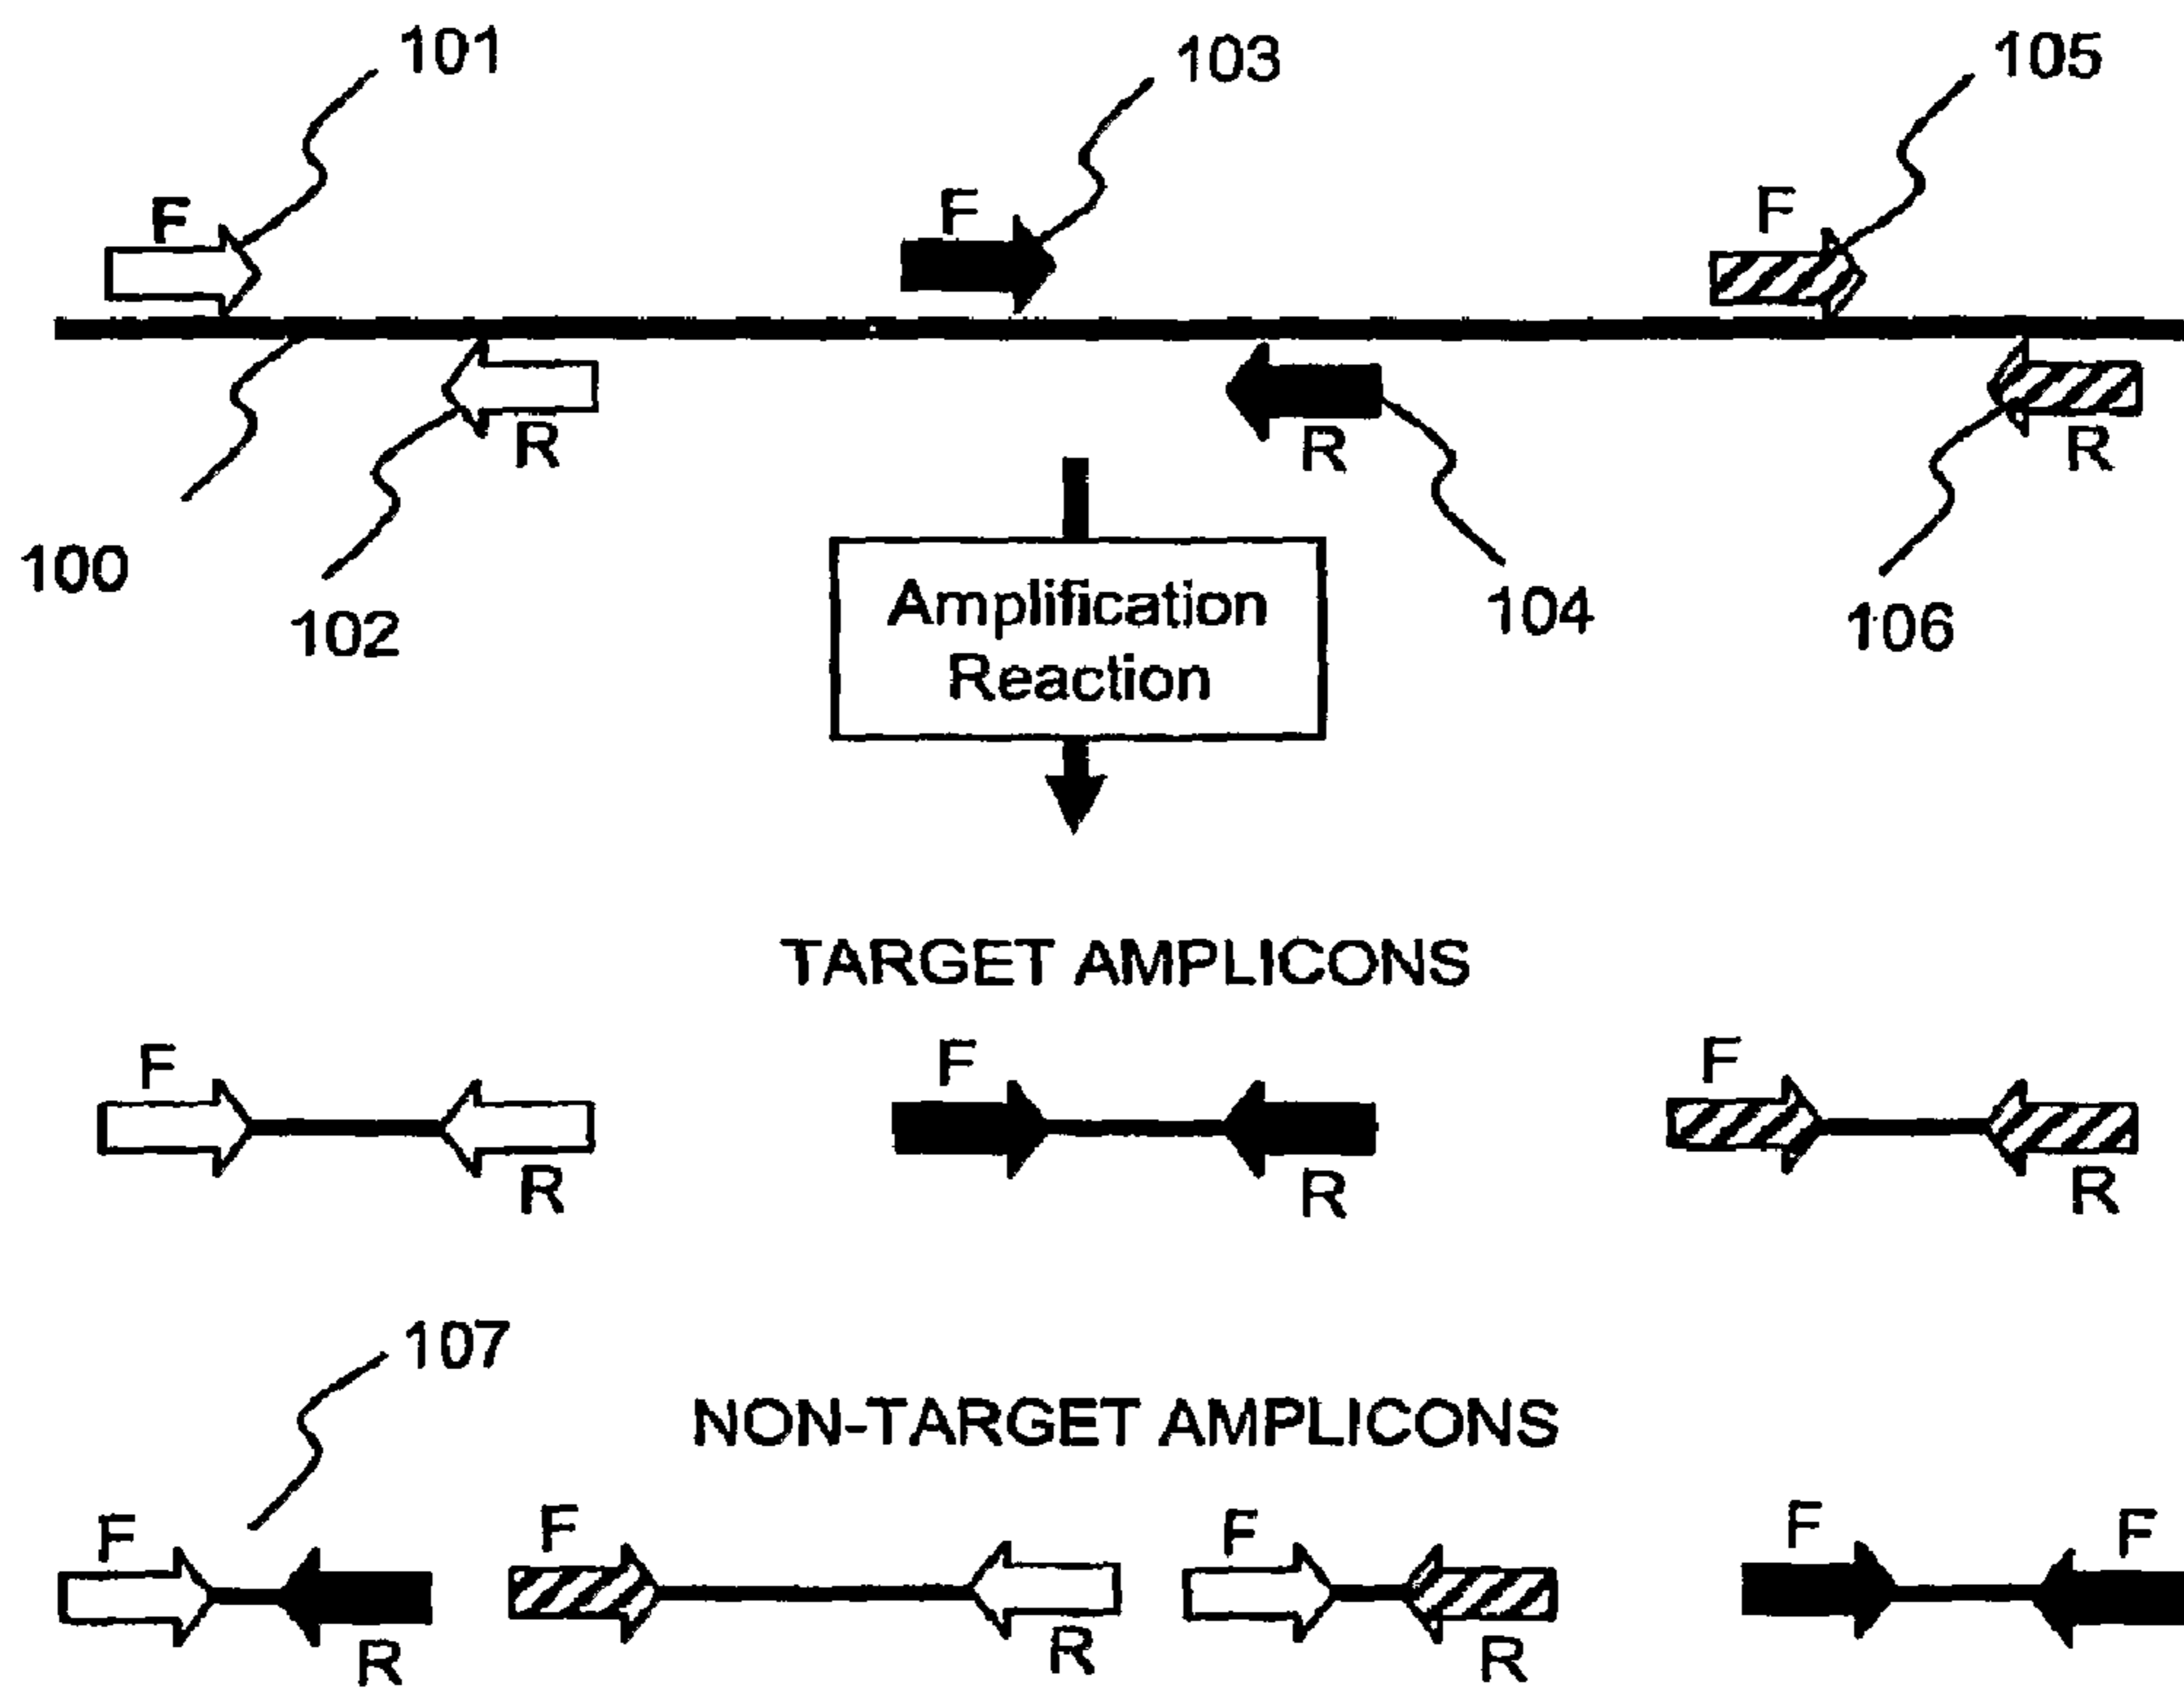 101
103
105
F
F
F
R
R
R
100
102
104
106
Amplification
Reaction
TARGET AMPLICONS
F
F
F
R
R
R
107
NON-TARGET AMPLICONS
F
F
F
F
F
R
R
R